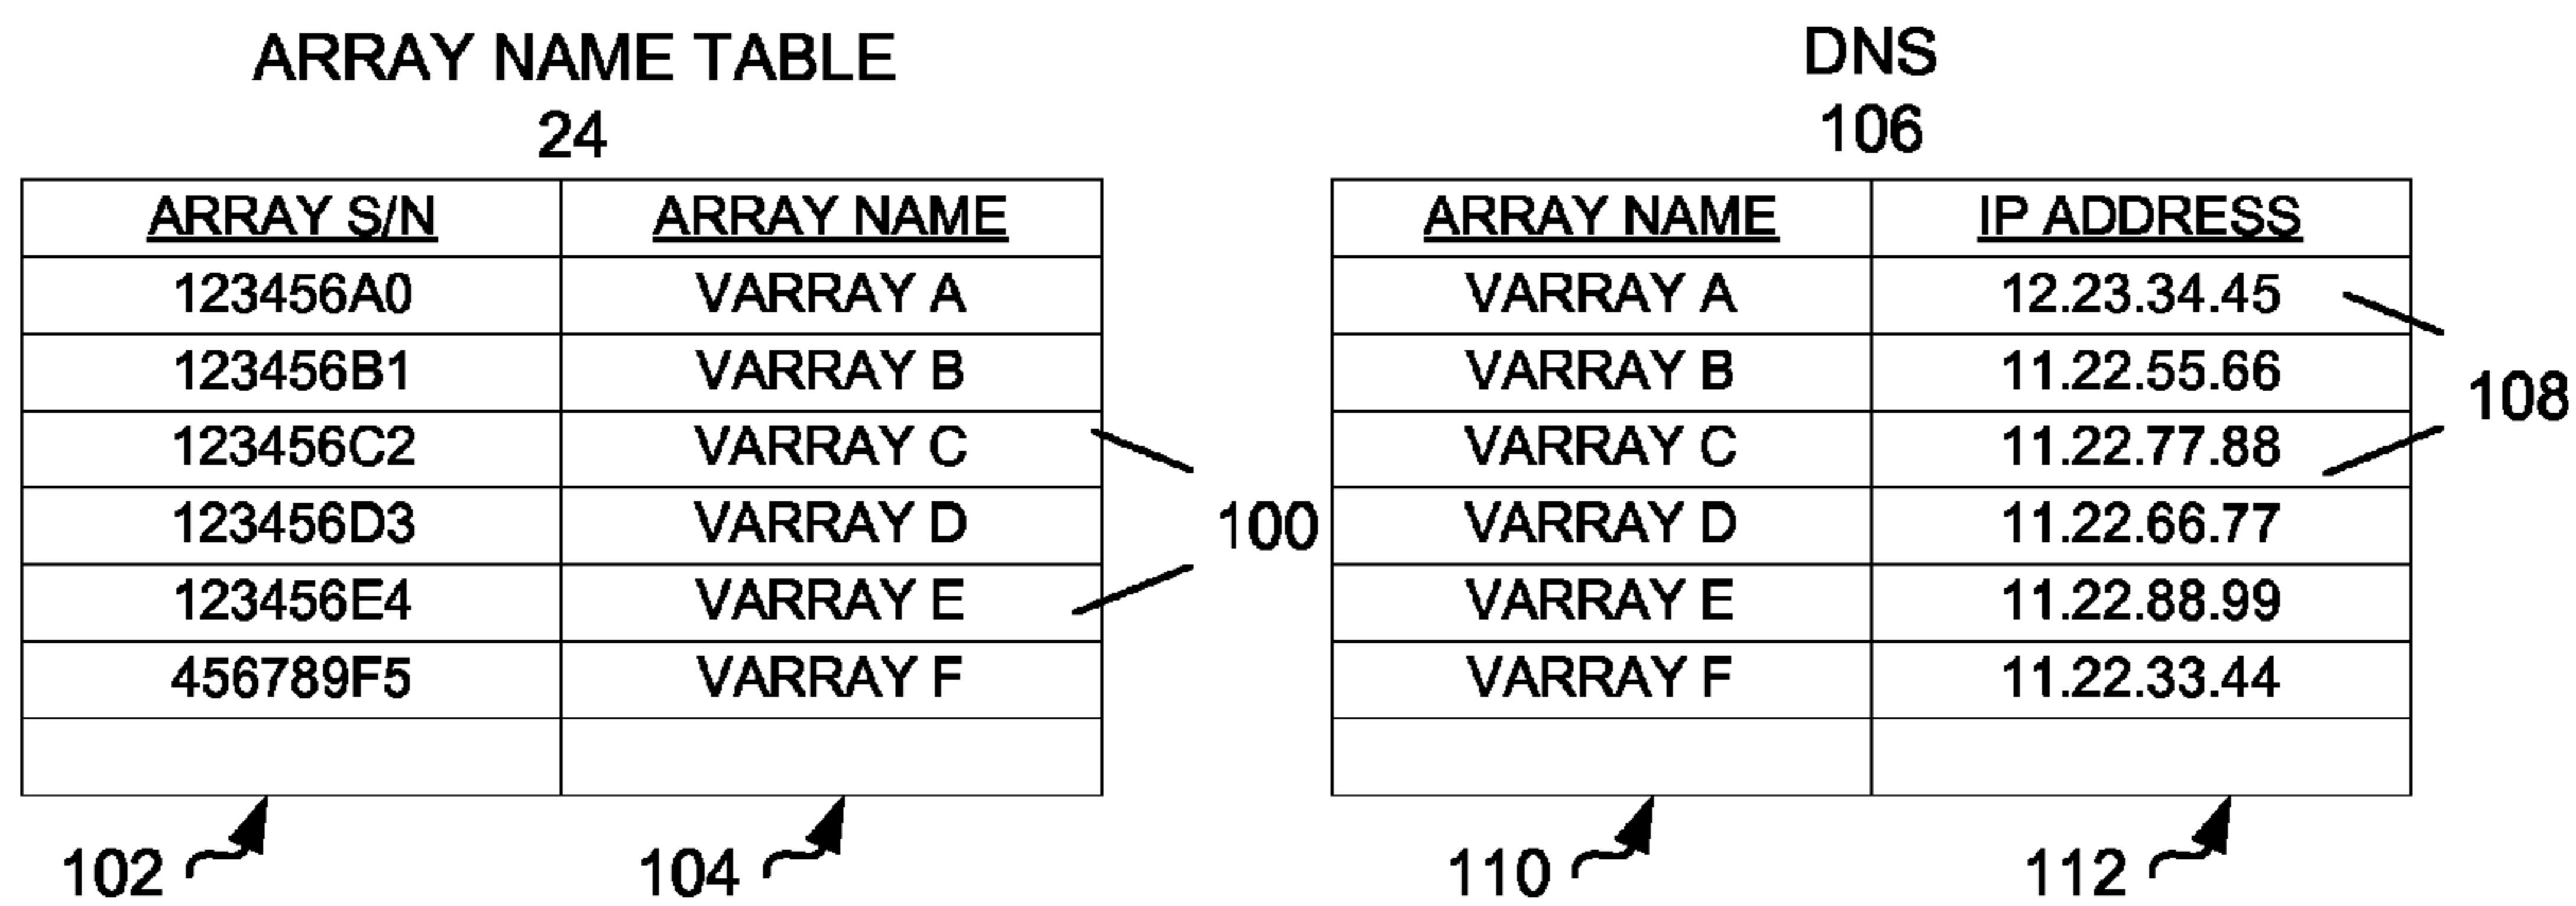 ARRAY NAME TABLE
24
ARRAY S/N ARRAY NAME
123456A0 VARRAY A
123456B1 VARRAY B
123456C2 VARRAY C
123456D3 VARRAY D
123456E4 VARRAY E
456789F5 VARRAY F
100
102 104
DNS
106
ARRAY NAME IP ADDRESS
VARRAY A 12.23.34.45
VARRAY B 11.22.55.66
VARRAY C 11.22.77.88
VARRAY D 11.22.66.77
VARRAY E 11.22.88.99
VARRAY F 11.22.33.44
108
110 112